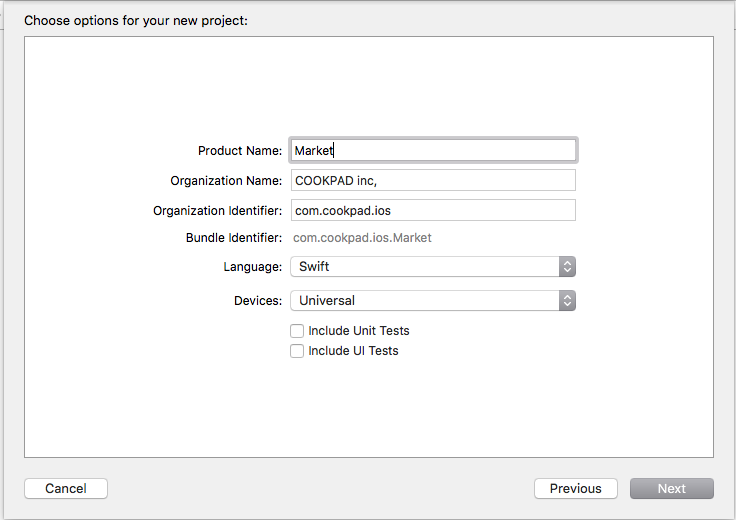 Choose options for your new project:
Product Name: Market
Organization Name: COOKPAD inc,
Organization Identifier: com.cookpad.ios
Bundle Identifier: com.cookpad.ios.Market
Language: Swift
Devices: Universal
Include Unit Tests
Include UI Tests
Cancel Previous Next